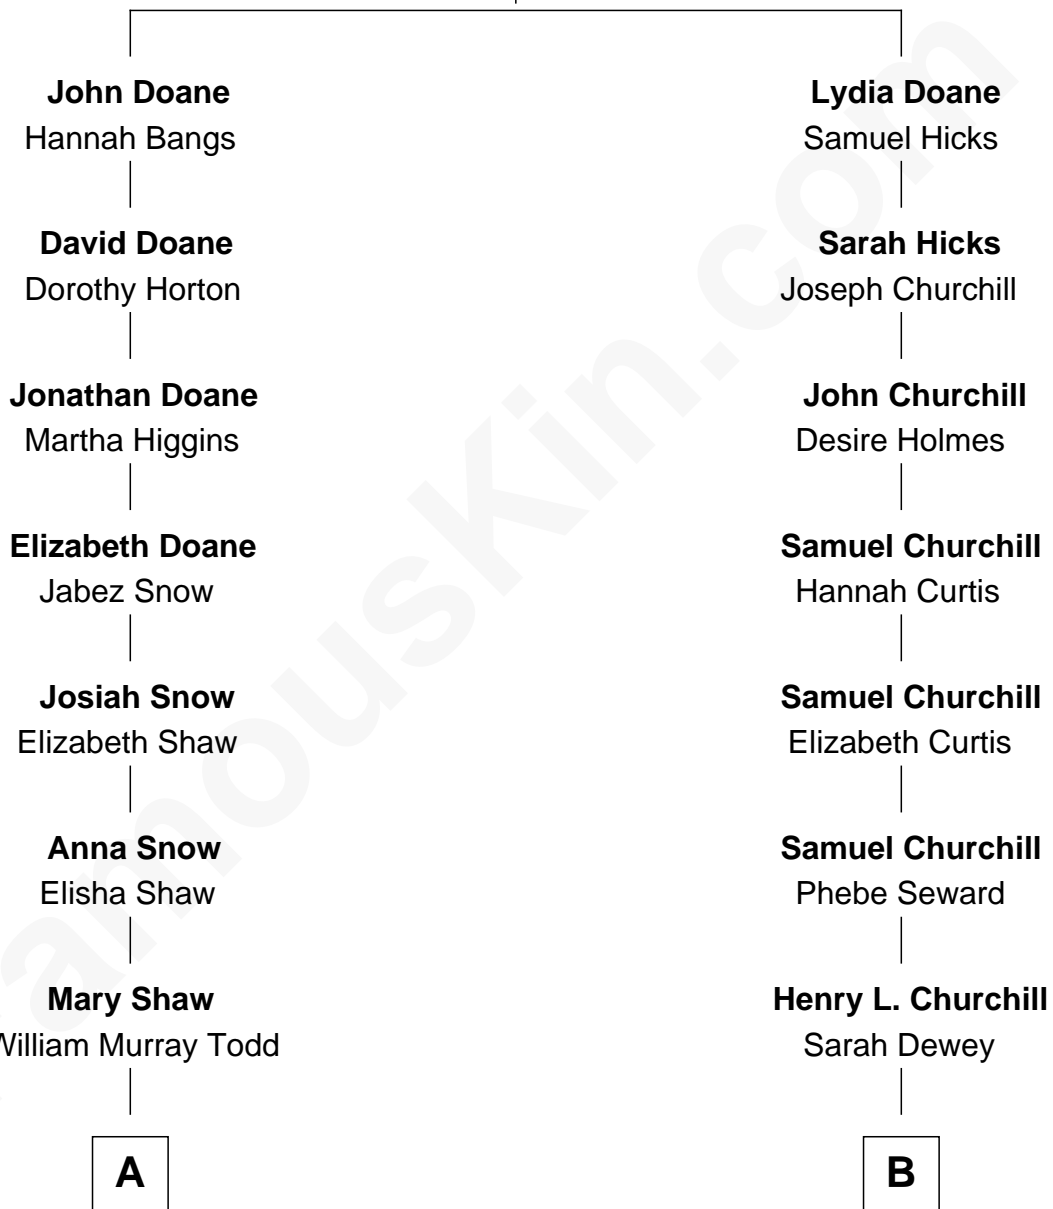 John Doane
Hannah Bangs
David Doane
Dorothy Horton
Jonathan Doane
Martha Higgins
Elizabeth Doane
Jabez Snow
Josiah Snow
Elizabeth Shaw
Anna Snow
Elisha Shaw
Mary Shaw
William Murray Todd
A
Lydia Doane
Samuel Hicks
Sarah Hicks
Joseph Churchill
John Churchill
Desire Holmes
Samuel Churchill
Hannah Curtis
Samuel Churchill
Elizabeth Curtis
Samuel Churchill
Phebe Seward
Henry L. Churchill
Sarah Dewey
B
amouskin.com